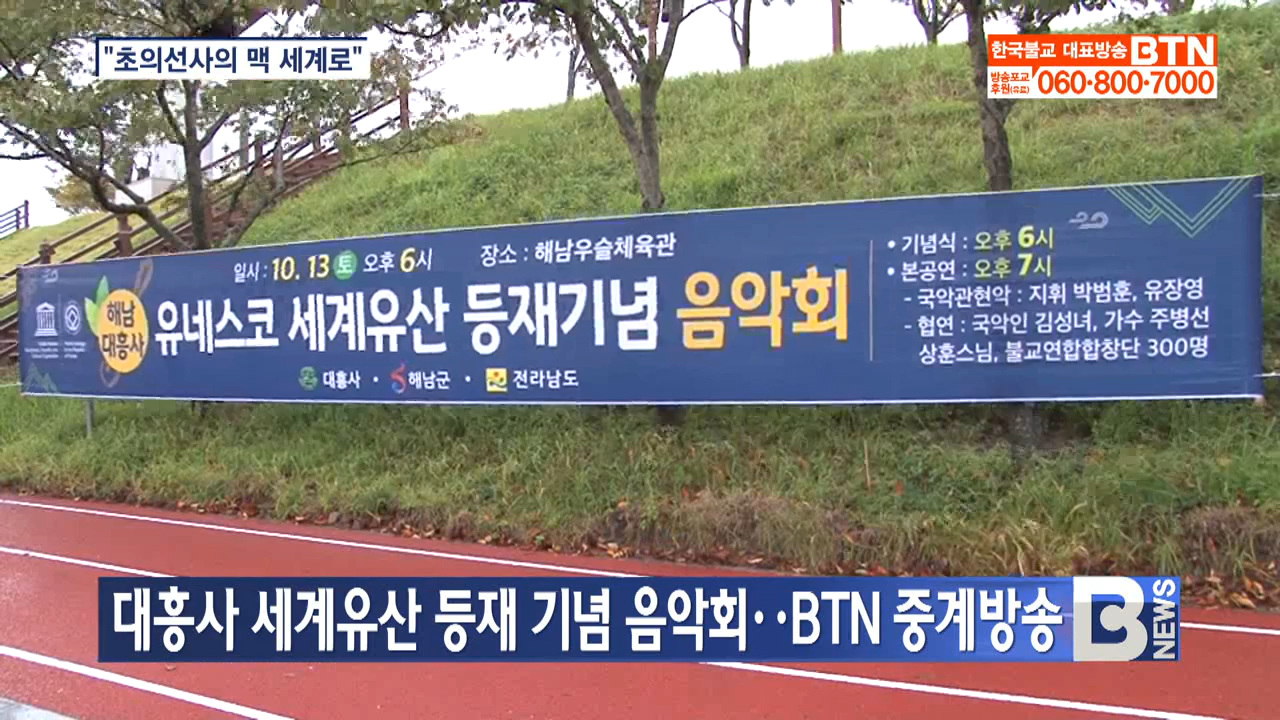 "초의선사의 맥 세계로"
한국불교 대표방송 BTN
방송포교
후원(유료) 060·800·7000
일시 : 10. 13 토 오후 6시 장소 : 해남우슬체육관
해남
대흥사
유네스코 세계유산 등재기념 음악회
대흥사 · 해남군 · 전라남도
• 기념식 : 오후 6시
• 본공연 : 오후 7시
- 국악관현악 : 지휘 박범훈, 유장영
- 협연 : 국악인 김성녀, 가수 주병선
상훈스님, 불교연합합창단 300명
대흥사 세계유산 등재 기념 음악회··BTN 중계방송
B NEWS